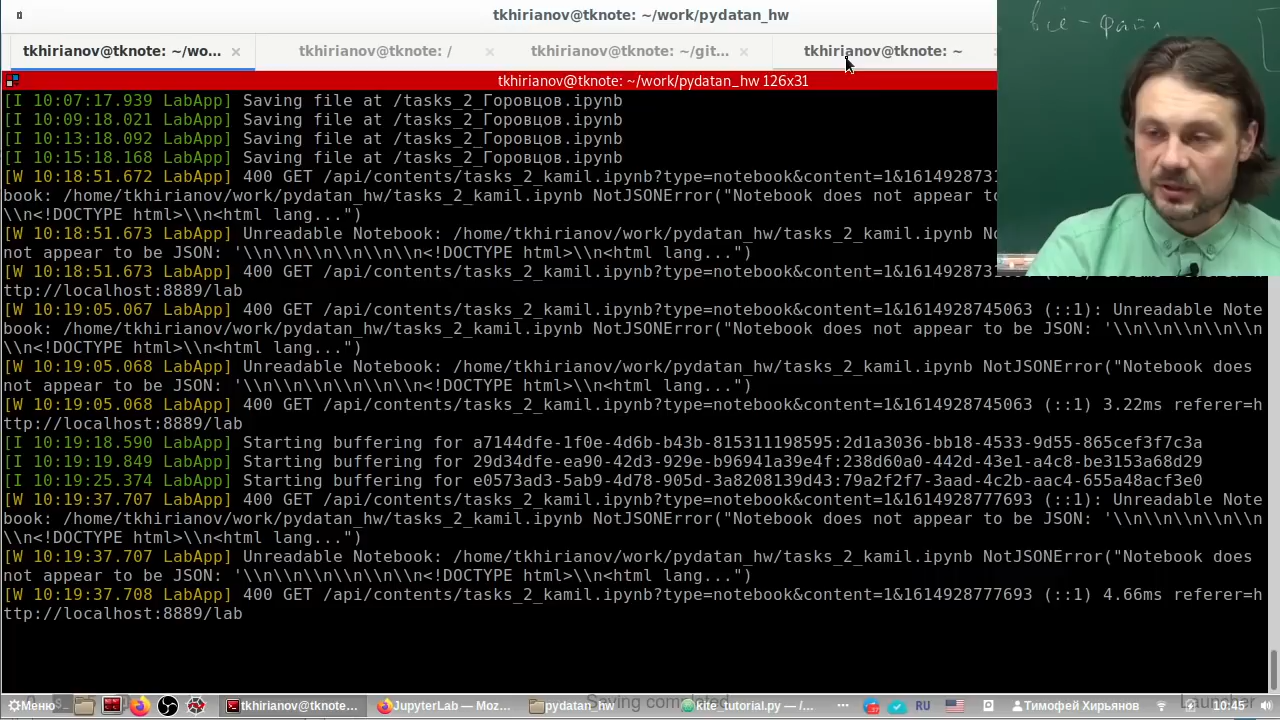 tkhirianov@tknote: ~/work/pydatan_hw
tkhirianov@tknote: ~/wo... × tkhirianov@tknote: / × tkhirianov@tknote: ~/git... × tkhirianov@tknote: ~
tkhirianov@tknote: ~/work/pydatan_hw 126x31
всё - файл
[I 10:07:17.939 LabApp] Saving file at /tasks_2_Горовцов.ipynb
[I 10:09:18.021 LabApp] Saving file at /tasks_2_Горовцов.ipynb
[I 10:13:18.092 LabApp] Saving file at /tasks_2_Горовцов.ipynb
[I 10:15:18.168 LabApp] Saving file at /tasks_2_Горовцов.ipynb
[W 10:18:51.672 LabApp] 400 GET /api/contents/tasks_2_kamil.ipynb?type=notebook&content=1&161492873
book: /home/tkhirianov/work/pydatan_hw/tasks_2_kamil.ipynb NotJSONError("Notebook does not appear to
\\n<!DOCTYPE html>\\n<html lang...")
[W 10:18:51.673 LabApp] Unreadable Notebook: /home/tkhirianov/work/pydatan_hw/tasks_2_kamil.ipynb
not appear to be JSON: '\\n\\n\\n\\n\\n\\n<!DOCTYPE html>\\n<html lang...")
[W 10:18:51.673 LabApp] 400 GET /api/contents/tasks_2_kamil.ipynb?type=notebook&content=1&161492873
ttp://localhost:8889/lab
[W 10:19:05.067 LabApp] 400 GET /api/contents/tasks_2_kamil.ipynb?type=notebook&content=1&1614928745063 (::1): Unreadable Note
book: /home/tkhirianov/work/pydatan_hw/tasks_2_kamil.ipynb NotJSONError("Notebook does not appear to be JSON: '\\n\\n\\n\\n\\n
\\n<!DOCTYPE html>\\n<html lang...")
[W 10:19:05.068 LabApp] Unreadable Notebook: /home/tkhirianov/work/pydatan_hw/tasks_2_kamil.ipynb NotJSONError("Notebook does
not appear to be JSON: '\\n\\n\\n\\n\\n\\n<!DOCTYPE html>\\n<html lang...")
[W 10:19:05.068 LabApp] 400 GET /api/contents/tasks_2_kamil.ipynb?type=notebook&content=1&1614928745063 (::1) 3.22ms referer=h
ttp://localhost:8889/lab
[I 10:19:18.590 LabApp] Starting buffering for a7144dfe-1f0e-4d6b-b43b-815311198595:2d1a3036-bb18-4533-9d55-865cef3f7c3a
[I 10:19:19.849 LabApp] Starting buffering for 29d34dfe-ea90-42d3-929e-b96941a39e4f:238d60a0-442d-43e1-a4c8-be3153a68d29
[I 10:19:25.374 LabApp] Starting buffering for e0573ad3-5ab9-4d78-905d-3a8208139d43:79a2f2f7-3aad-4c2b-aac4-655a48acf3e0
[W 10:19:37.707 LabApp] 400 GET /api/contents/tasks_2_kamil.ipynb?type=notebook&content=1&1614928777693 (::1): Unreadable Note
book: /home/tkhirianov/work/pydatan_hw/tasks_2_kamil.ipynb NotJSONError("Notebook does not appear to be JSON: '\\n\\n\\n\\n\\n
\\n<!DOCTYPE html>\\n<html lang...")
[W 10:19:37.707 LabApp] Unreadable Notebook: /home/tkhirianov/work/pydatan_hw/tasks_2_kamil.ipynb NotJSONError("Notebook does
not appear to be JSON: '\\n\\n\\n\\n\\n\\n<!DOCTYPE html>\\n<html lang...")
[W 10:19:37.708 LabApp] 400 GET /api/contents/tasks_2_kamil.ipynb?type=notebook&content=1&1614928777693 (::1) 4.66ms referer=h
ttp://localhost:8889/lab
Saving completed Launcher
Меню tkhirianov@tknote:... JupyterLab — Moz... pydatan_hw kite_tutorial.py — /... RU Тимофей Хирьянов 10:45